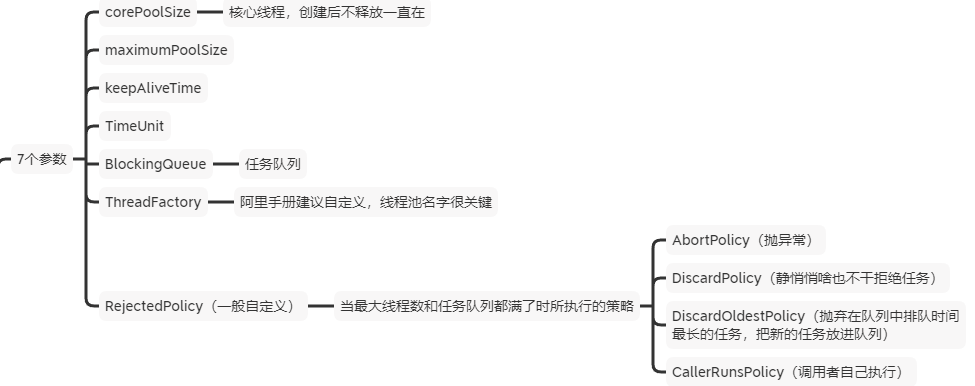 corePoolSize
核心线程，创建后不释放一直在
maximumPoolSize
keepAliveTime
TimeUnit
7个参数
BlockingQueue
任务队列
ThreadFactory
阿里手册建议自定义，线程池名字很关键
RejectedPolicy（一般自定义）
当最大线程数和任务队列都满了时所执行的策略
AbortPolicy（抛异常）
DiscardPolicy（静悄悄啥也不干拒绝任务）
DiscardOldestPolicy（抛弃在队列中排队时间
最长的任务，把新的任务放进队列）
CallerRunsPolicy（调用者自己执行）